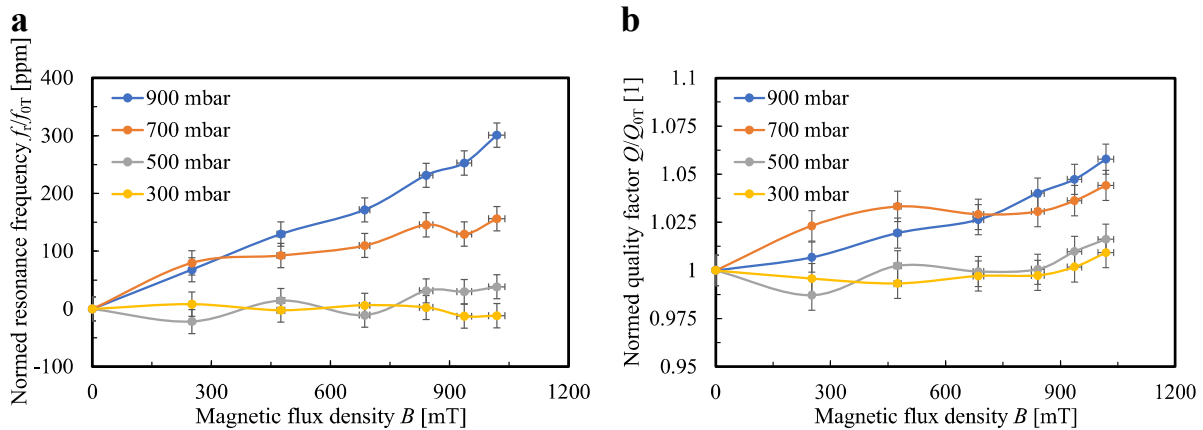 a
Normed resonance frequency fr/f0T [ppm]
400
300
200
100
0
-100
900 mbar
700 mbar
500 mbar
300 mbar
0
300
600
900
1200
Magnetic flux density B [mT]
b
Normed quality factor Q/Q0T [1]
1.1
1.075
1.05
1.025
1
0.975
0.95
900 mbar
700 mbar
500 mbar
300 mbar
0
300
600
900
1200
Magnetic flux density B [mT]